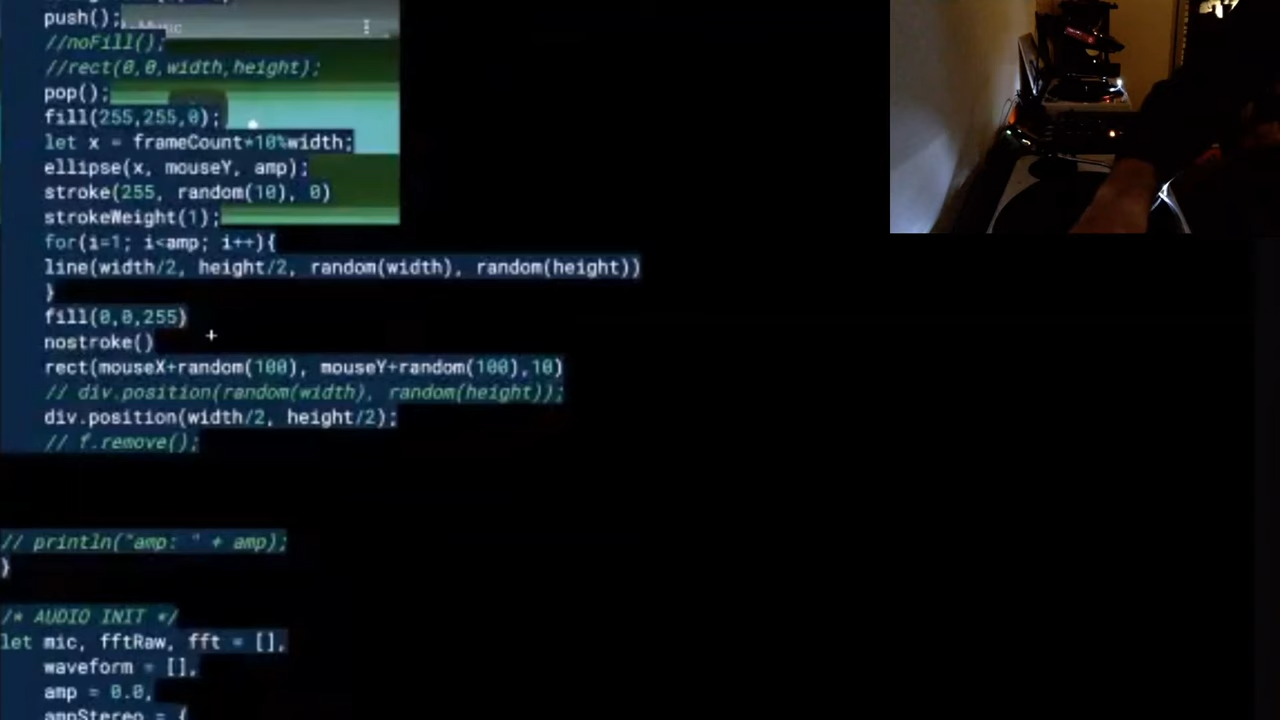 push();
//noFill();
//rect(0,0,width,height);
pop();
fill(255,255,0);
let x = frameCount*10%width;
ellipse(x, mouseY, amp);
stroke(255, random(10), 0)
strokeWeight(1);
for(i=1; i<amp; i++){
line(width/2, height/2, random(width), random(height))
}
fill(0,0,255)
nostroke()
rect(mouseX+random(100), mouseY+random(100),10)
// div.position(random(width), random(height));
div.position(width/2, height/2);
// f.remove();
// println("amp: " + amp);
}
/* AUDIO INIT */
let mic, fftRaw, fft = [],
waveform = [],
amp = 0.0,
ampStereo = {